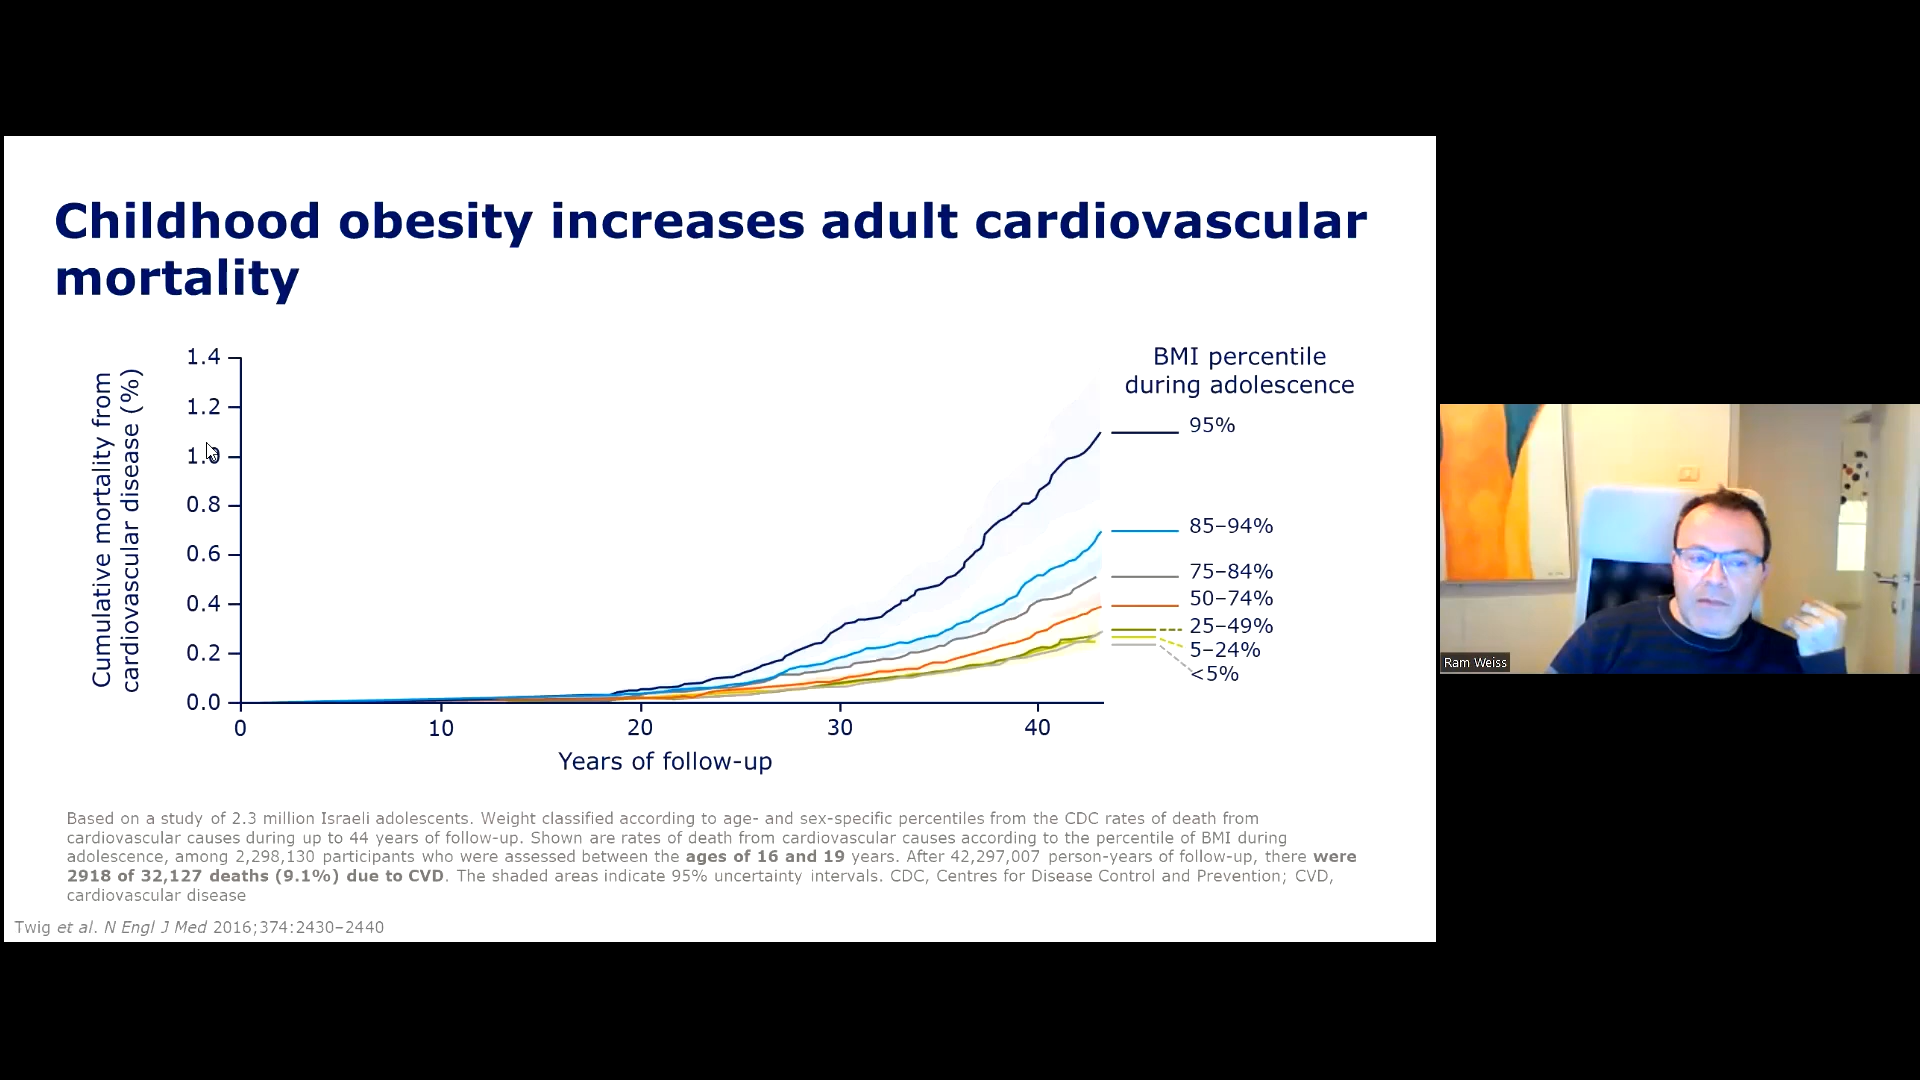 Childhood obesity increases adult cardiovascular
mortality
Cumulative mortality from
cardiovascular disease (%)
1.4
1.2
1.0
0.8
0.6
0.4
0.2
0.0
0
10
20
30
40
Years of follow-up
BMI percentile
during adolescence
95%
85–94%
75–84%
50–74%
25–49%
5–24%
<5%
Based on a study of 2.3 million Israeli adolescents. Weight classified according to age- and sex-specific percentiles from the CDC rates of death from
cardiovascular causes during up to 44 years of follow-up. Shown are rates of death from cardiovascular causes according to the percentile of BMI during
adolescence, among 2,298,130 participants who were assessed between the ages of 16 and 19 years. After 42,297,007 person-years of follow-up, there were
2918 of 32,127 deaths (9.1%) due to CVD. The shaded areas indicate 95% uncertainty intervals. CDC, Centres for Disease Control and Prevention; CVD,
cardiovascular disease
Twig et al. N Engl J Med 2016;374:2430–2440
Ram Weiss